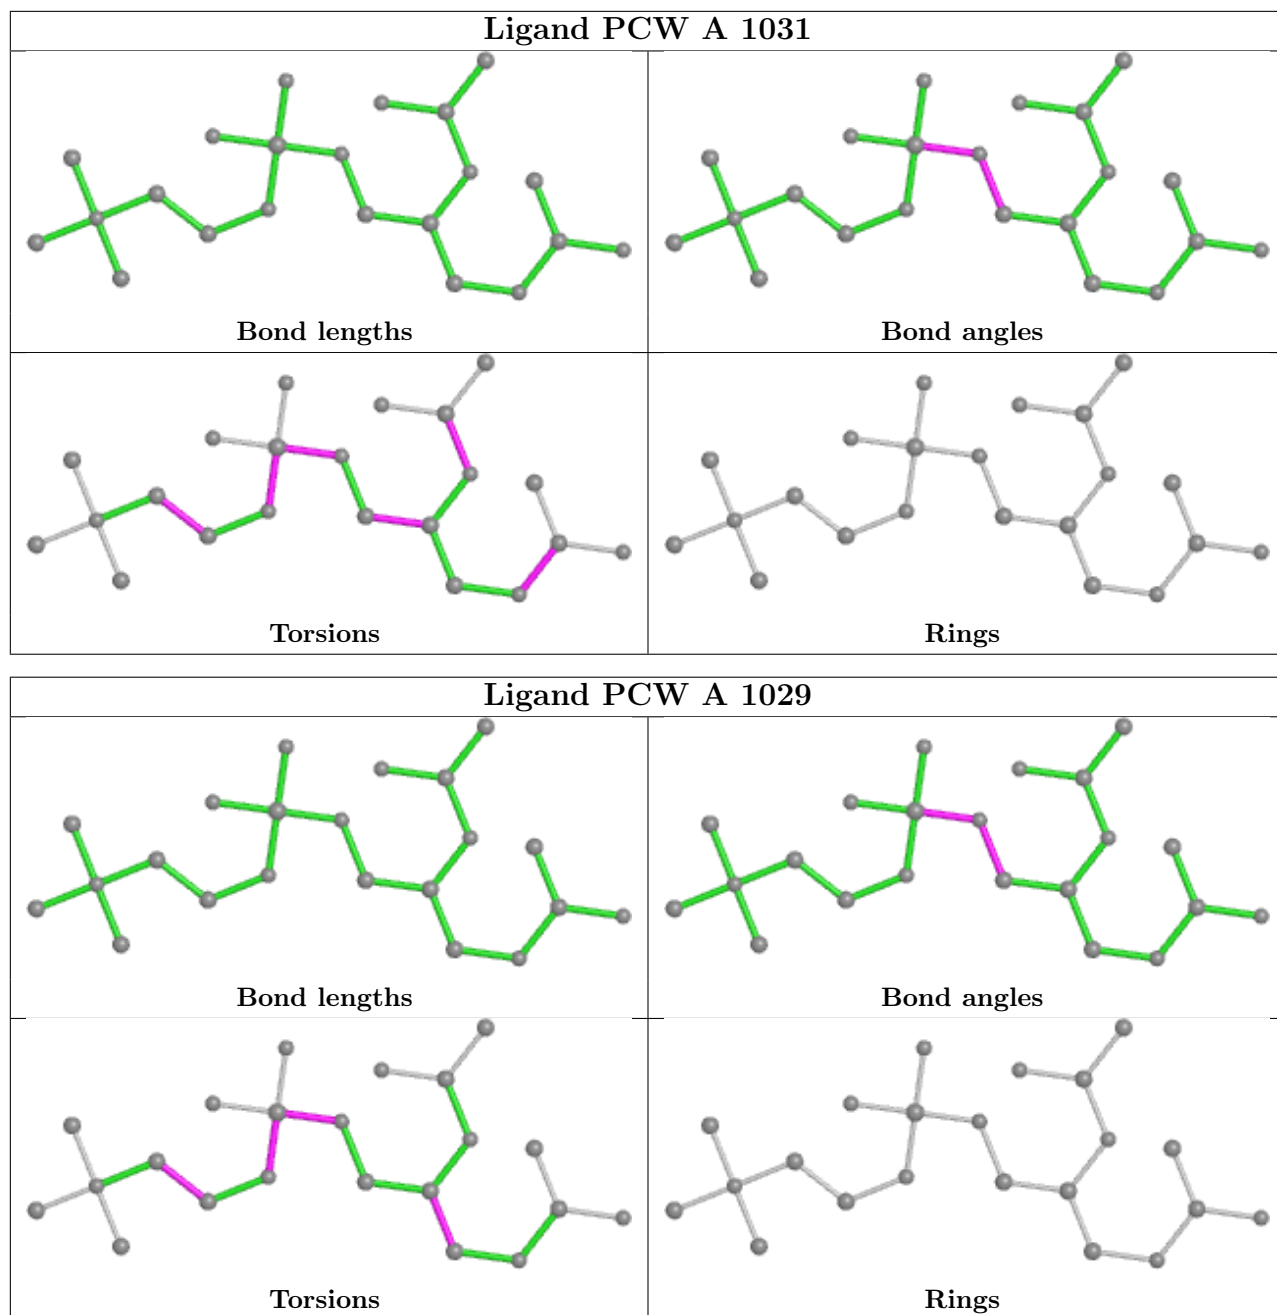 Ligand PCW A 1031
Bond lengths
Bond angles
Torsions
Rings
Ligand PCW A 1029
Bond lengths
Bond angles
Torsions
Rings